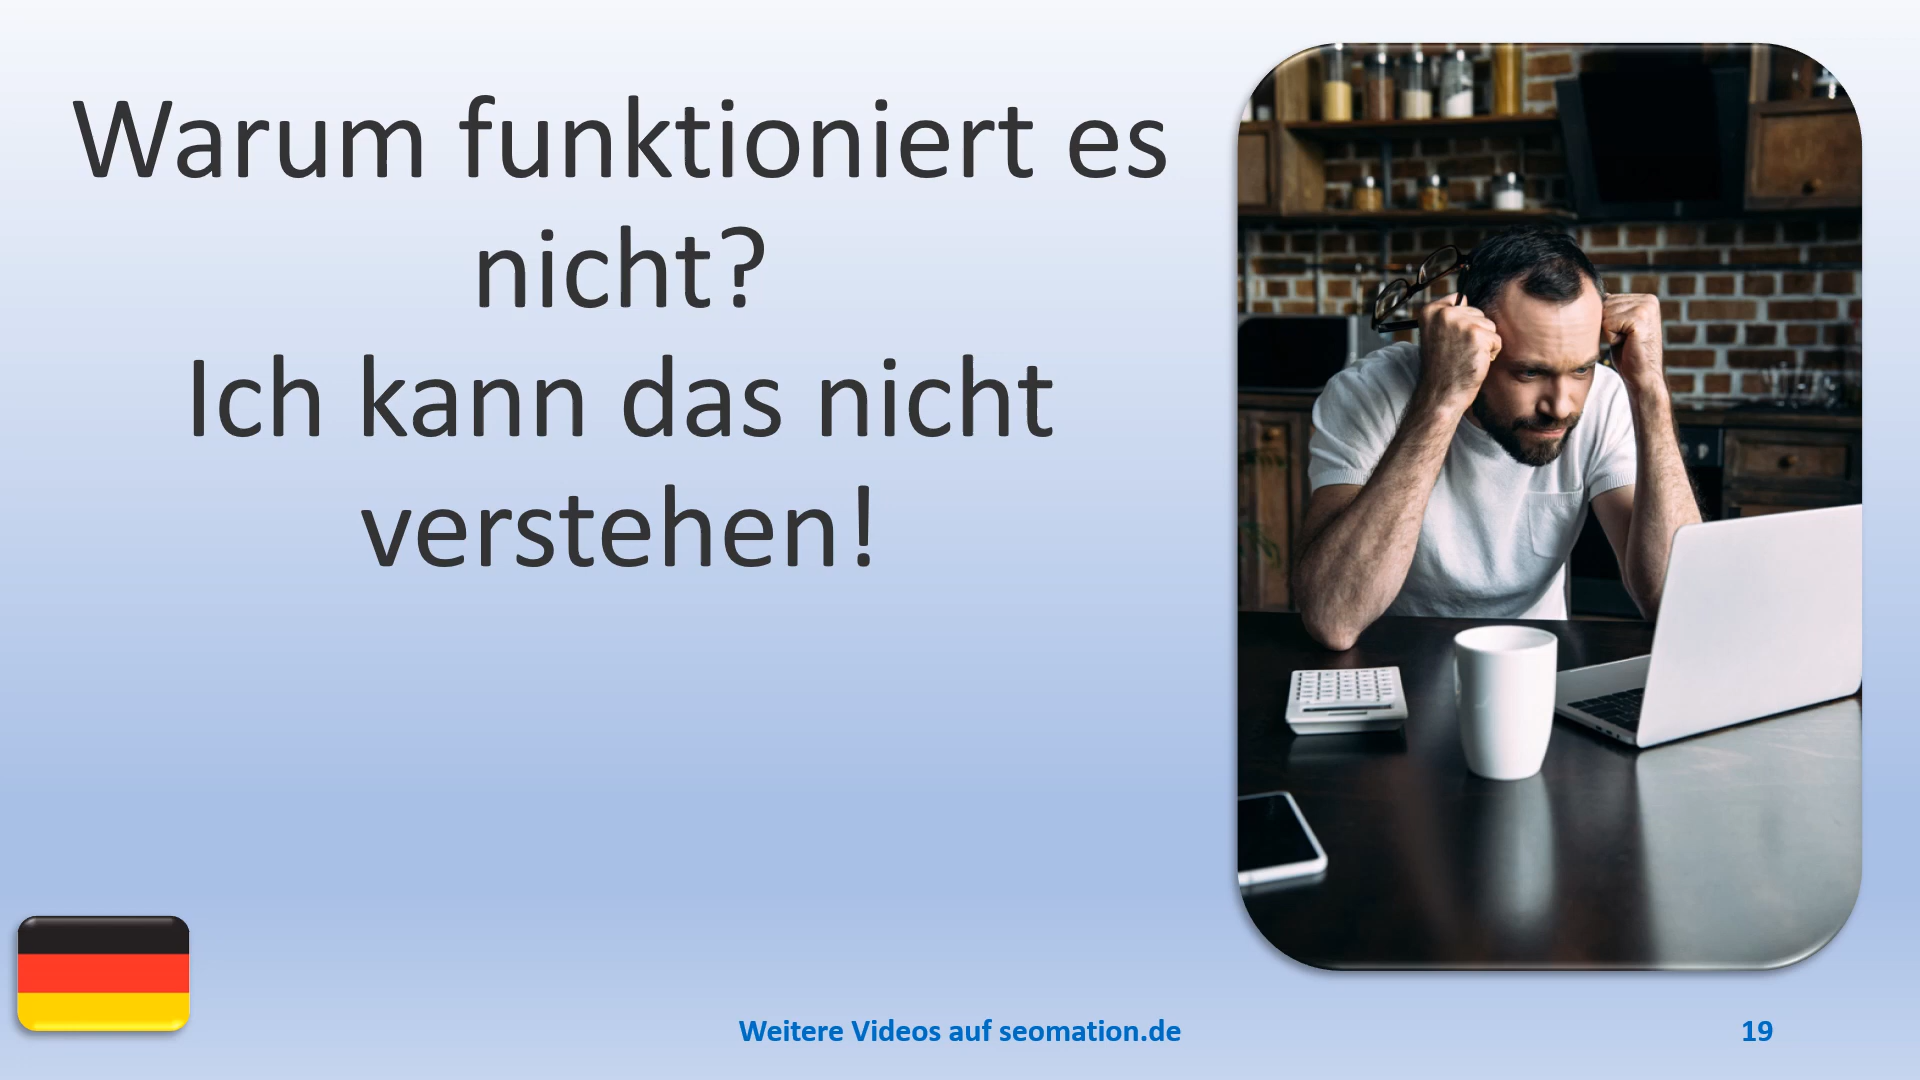 Warum funktioniert es
nicht?
Ich kann das nicht
verstehen!
Weitere Videos auf seomation.de
19